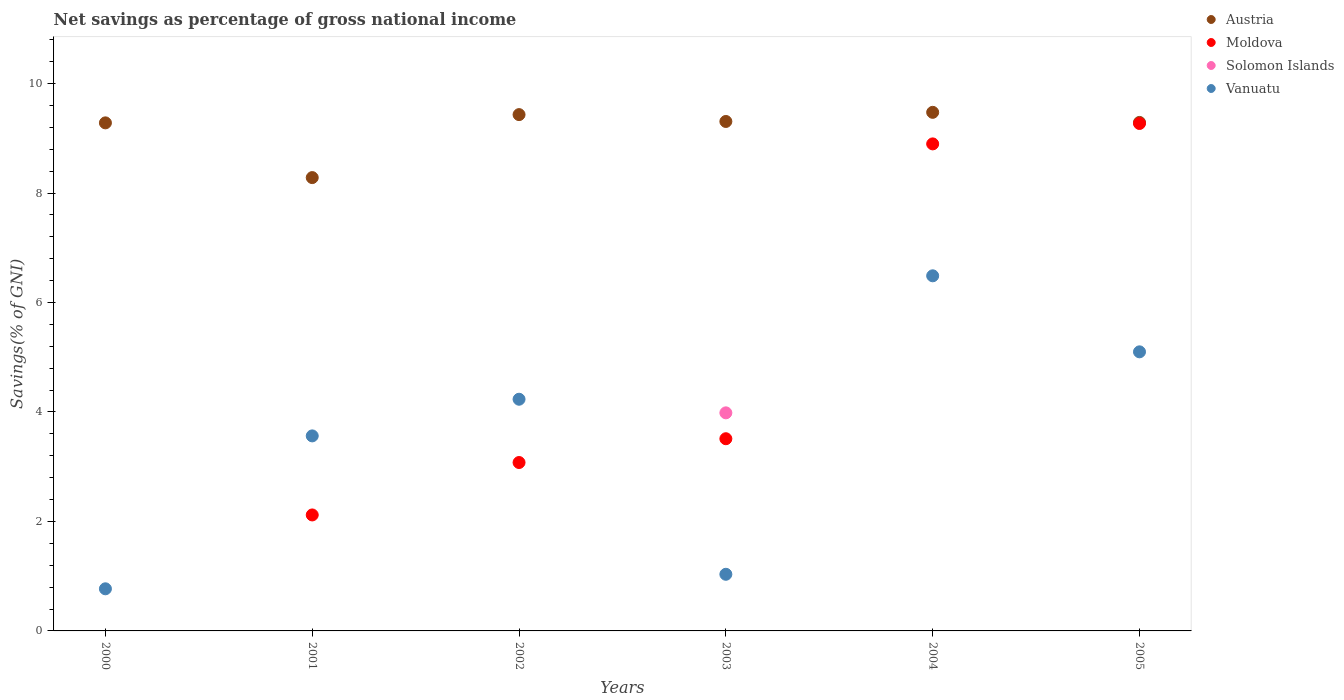 Net savings as percentage of gross national income
Austria
Moldova
Solomon Islands
Vanuatu
Savings(% of GNI)
10
8
6
4
2
0
2000
2001
2002
2003
2004
2005
Years